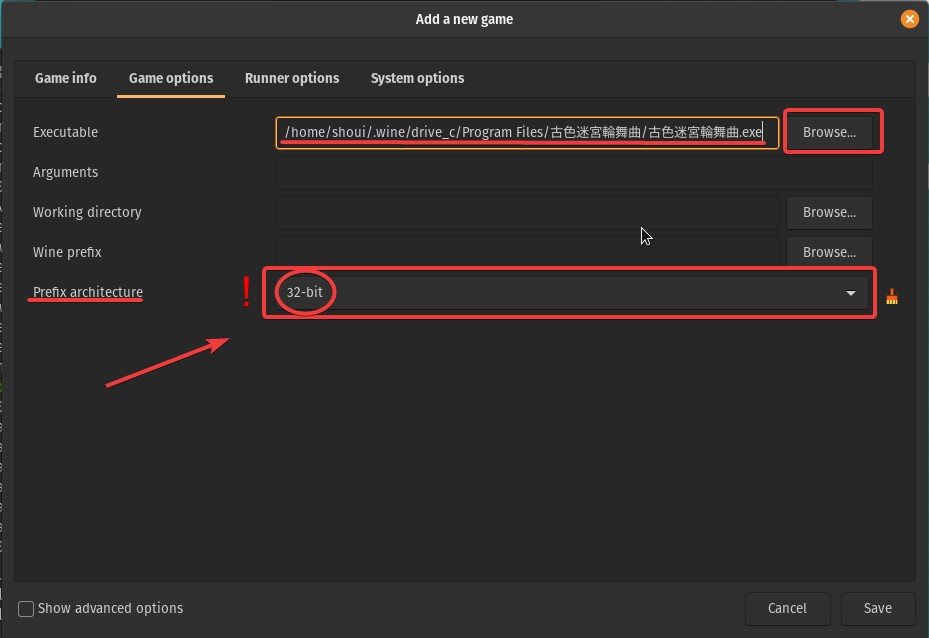 Add a new game
Game info Game options Runner options System options
Executable /home/shoui/.wine/drive_c/Program Files/古色迷宮輪舞曲/古色迷宮輪舞曲.exe Browse...
Arguments
Working directory Browse...
Wine prefix Browse...
Prefix architecture ! 32-bit
Show advanced options Cancel Save